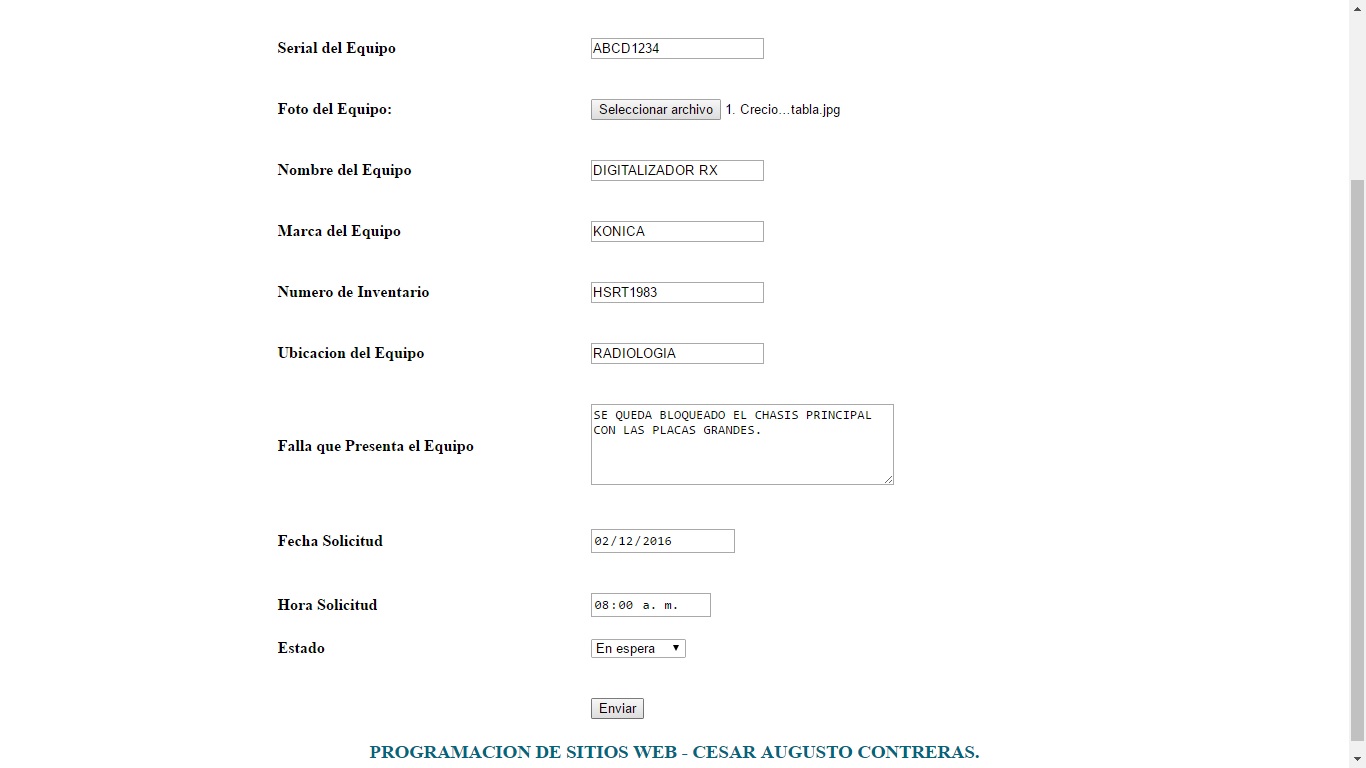 Serial del Equipo ABCD1234
Foto del Equipo: Seleccionar archivo 1. Crecio...tabla.jpg
Nombre del Equipo DIGITALIZADOR RX
Marca del Equipo KONICA
Numero de Inventario HSRT1983
Ubicacion del Equipo RADIOLOGIA
Falla que Presenta el Equipo SE QUEDA BLOQUEADO EL CHASIS PRINCIPAL
CON LAS PLACAS GRANDES.
Fecha Solicitud 02/12/2016
Hora Solicitud 08:00 a. m.
Estado En espera
Enviar
PROGRAMACION DE SITIOS WEB - CESAR AUGUSTO CONTRERAS.